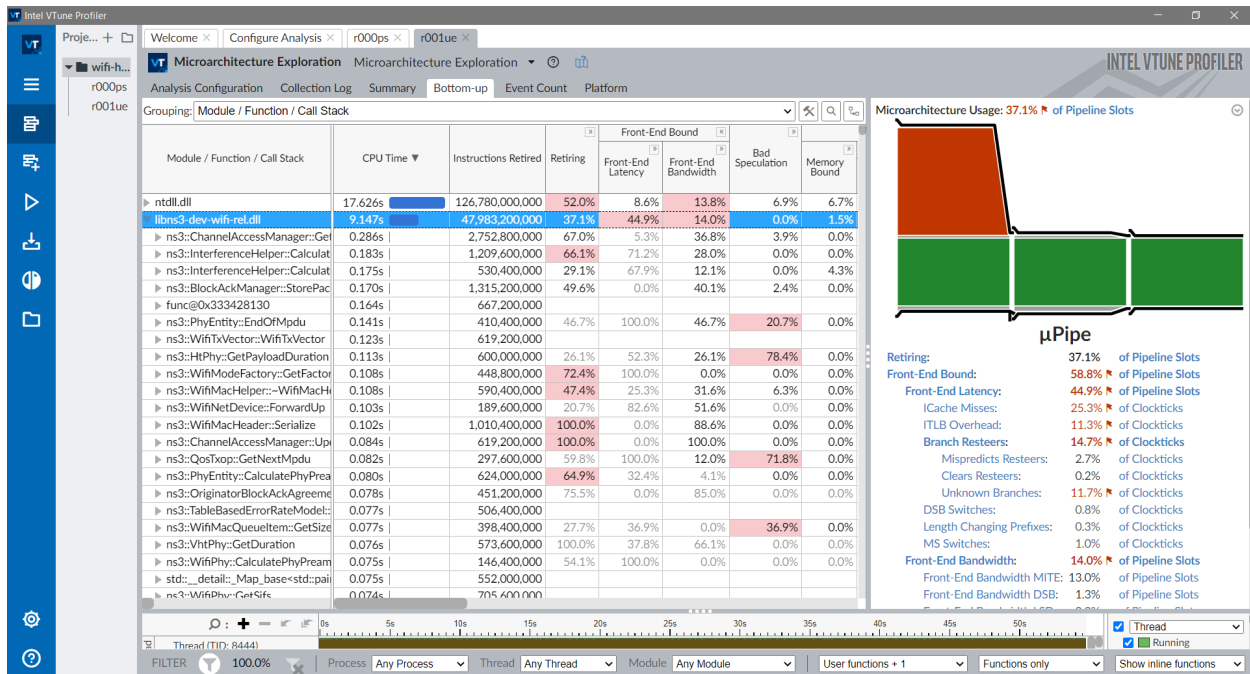 Intel VTune Profiler
Proje...
wifi-h...
r000ps
r001ue
Welcome
Configure Analysis
r000ps
r001ue
Microarchitecture Exploration Microarchitecture Exploration
INTEL VTUNE PROFILER
Analysis Configuration Collection Log Summary Bottom-up Event Count Platform
Grouping: Module / Function / Call Stack
Module / Function / Call Stack CPU Time ▼ Instructions Retired Retiring Front-End Bound Front-End Latency Front-End Bandwidth Bad Speculation Memory Bound
ntdll.dll 17.626s 126,780,000,000 52.0% 8.6% 13.8% 6.9% 6.7%
libns3-dev-wifi-rel.dll 9.147s 47,983,200,000 37.1% 44.9% 14.0% 0.0% 1.5%
ns3::ChannelAccessManager::Get 0.286s 2,752,800,000 67.0% 5.3% 36.8% 3.9% 0.0%
ns3::InterferenceHelper::Calculat 0.183s 1,209,600,000 66.1% 71.2% 28.0% 0.0% 0.0%
ns3::InterferenceHelper::Calculat 0.175s 530,400,000 29.1% 67.9% 12.1% 0.0% 4.3%
ns3::BlockAckManager::StorePac 0.170s 1,315,200,000 49.6% 0.0% 40.1% 2.4% 0.0%
func@0x333428130 0.164s 667,200,000
ns3::PhyEntity::EndOfMpdu 0.141s 410,400,000 46.7% 100.0% 46.7% 20.7% 0.0%
ns3::WifiTxVector::WifiTxVector 0.123s 619,200,000
ns3::HtPhy::GetPayloadDuration 0.113s 600,000,000 26.1% 52.3% 26.1% 78.4% 0.0%
ns3::WifiModeFactory::GetFactor 0.108s 448,800,000 72.4% 100.0% 0.0% 0.0% 0.0%
ns3::WifiMacHelper::~WifiMacHe 0.108s 590,400,000 47.4% 25.3% 31.6% 6.3% 0.0%
ns3::WifiNetDevice::ForwardUp 0.103s 189,600,000 20.7% 82.6% 51.6% 0.0% 0.0%
ns3::WifiMacHeader::Serialize 0.102s 1,010,400,000 100.0% 0.0% 88.6% 0.0% 0.0%
ns3::ChannelAccessManager::Upc 0.084s 619,200,000 100.0% 0.0% 100.0% 0.0% 0.0%
ns3::QosTxop::GetNextMpdu 0.082s 297,600,000 59.8% 100.0% 12.0% 71.8% 0.0%
ns3::PhyEntity::CalculatePhyPrea 0.080s 624,000,000 64.9% 32.4% 4.1% 0.0% 0.0%
ns3::OriginatorBlockAckAgreeme 0.078s 451,200,000 75.5% 0.0% 85.0% 0.0% 0.0%
ns3::TableBasedErrorRateModel:: 0.077s 506,400,000
ns3::WifiMacQueueItem::GetSize 0.077s 398,400,000 27.7% 36.9% 0.0% 36.9% 0.0%
ns3::VhtPhy::GetDuration 0.076s 573,600,000 100.0% 37.8% 66.1% 0.0% 0.0%
ns3::WifiPhy::CalculatePhyPream 0.075s 146,400,000 54.1% 100.0% 0.0% 0.0% 0.0%
std::__detail::_Map_base<std::pai 0.075s 552,000,000
ns3::WifiPhy::GetSifs 0.074s 705,600,000
Microarchitecture Usage: 37.1% of Pipeline Slots
μPipe
Retiring: 37.1% of Pipeline Slots
Front-End Bound: 58.8% of Pipeline Slots
Front-End Latency: 44.9% of Pipeline Slots
ICache Misses: 25.3% of Clockticks
ITLB Overhead: 11.3% of Clockticks
Branch Resteers: 14.7% of Clockticks
Mispredicts Resteers: 2.7% of Clockticks
Clears Resteers: 0.2% of Clockticks
Unknown Branches: 11.7% of Clockticks
DSB Switches: 0.8% of Clockticks
Length Changing Prefixes: 0.3% of Clockticks
MS Switches: 1.0% of Clockticks
Front-End Bandwidth: 14.0% of Pipeline Slots
Front-End Bandwidth MITE: 13.0% of Pipeline Slots
Front-End Bandwidth DSB: 1.3% of Pipeline Slots
0s 5s 10s 15s 20s 25s 30s 35s 40s 45s 50s
Thread (TID: 8444)
Thread
Running
FILTER 100.0% Process Any Process Thread Any Thread Module Any Module User functions + 1 Functions only Show inline functions